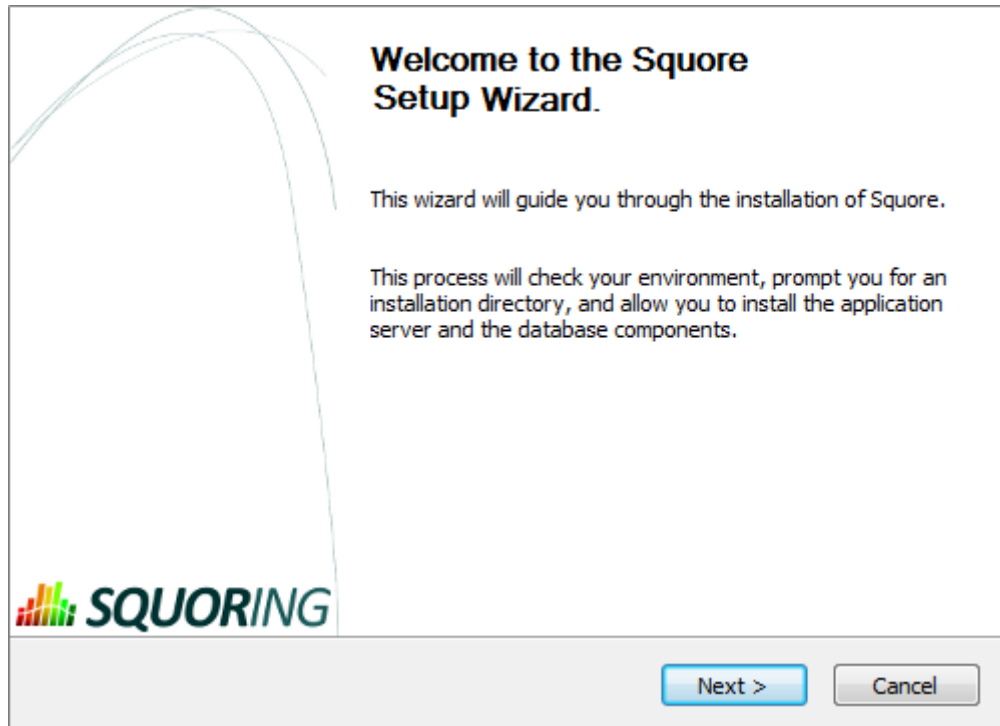 Welcome to the Squore
Setup Wizard.
This wizard will guide you through the installation of Squore.
This process will check your environment, prompt you for an
installation directory, and allow you to install the application
server and the database components.
SQUORING
Next >
Cancel